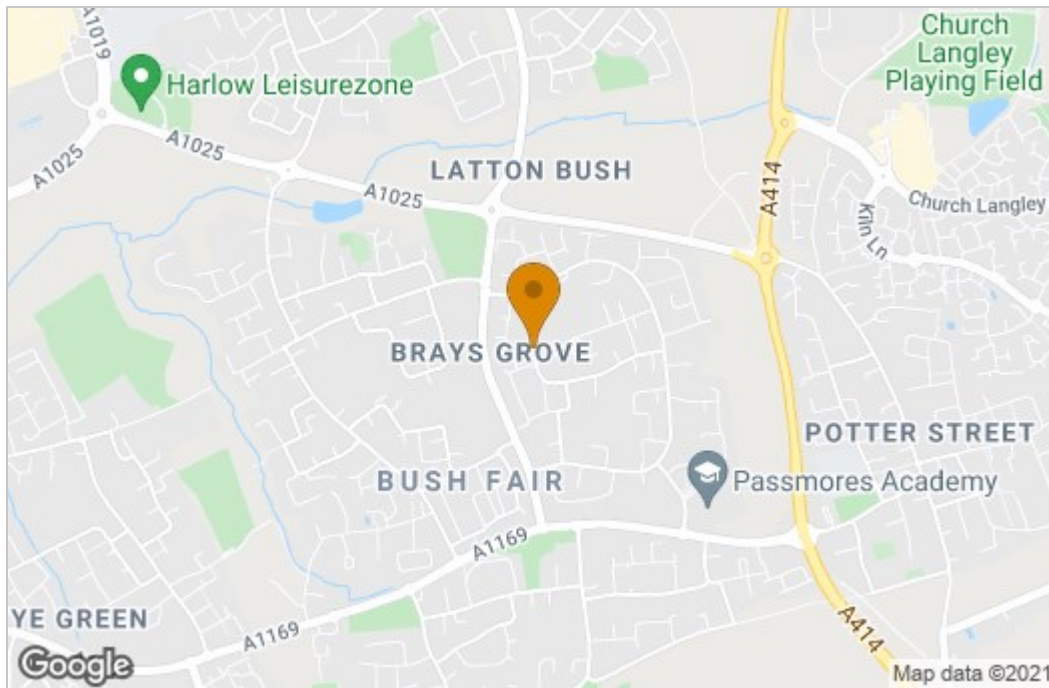 A1019
Harlow Leisurezone
Church
Langley
Playing Field
A1025
A1025
LATTON BUSH
A1025
A414
Church Langley
Kiln Ln
BRAYS GROVE
POTTER STREET
BUSH FAIR
Passmores Academy
A1169
YE GREEN
A1169
A414
Google
Map data ©2021